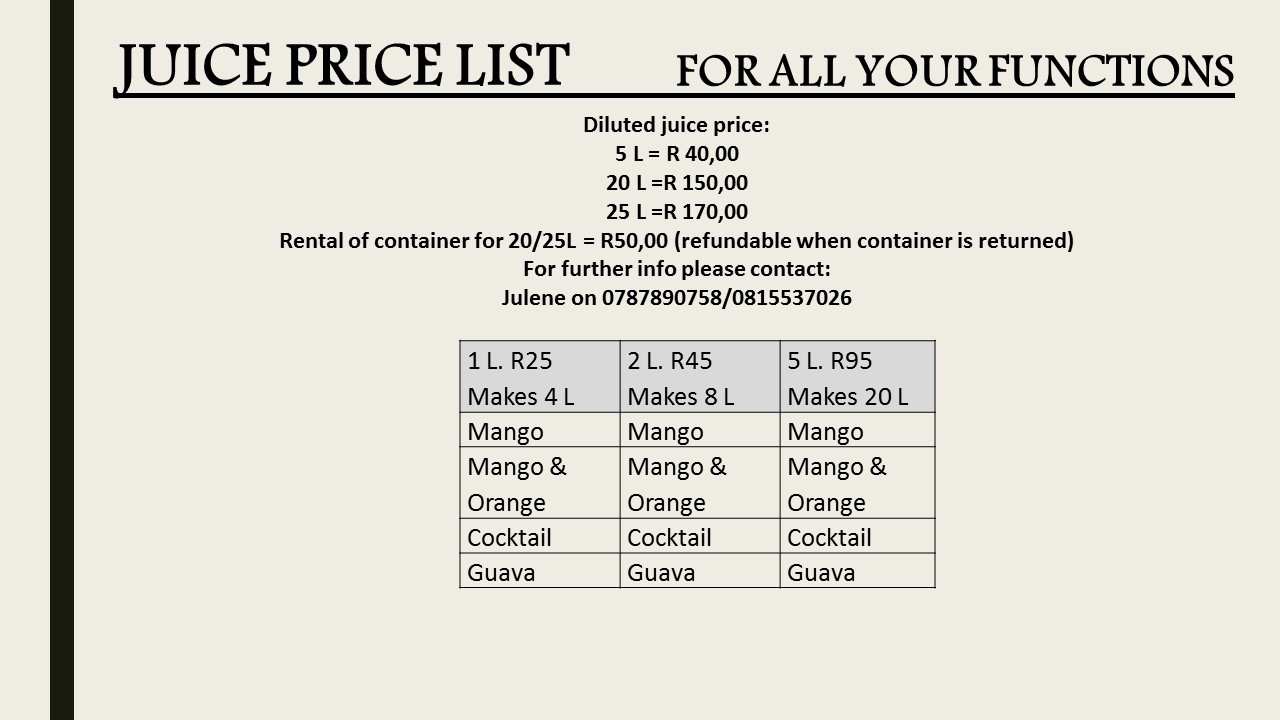 JUICE PRICE LIST FOR ALL YOUR FUNCTIONS
Diluted juice price:
5 L = R 40,00
20 L =R 150,00
25 L =R 170,00
Rental of container for 20/25L = R50,00 (refundable when container is returned)
For further info please contact:
Julene on 0787890758/0815537026
1 L. R25 2 L. R45 5 L. R95
Makes 4 L Makes 8 L Makes 20 L
Mango Mango Mango
Mango & Mango & Mango &
Orange Orange Orange
Cocktail Cocktail Cocktail
Guava Guava Guava